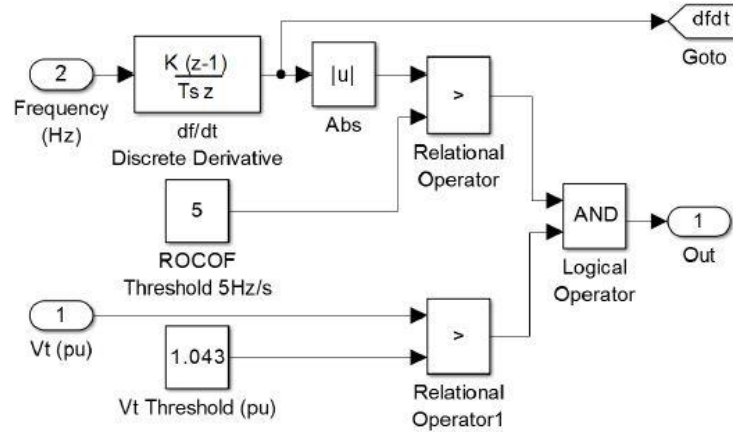 dfdt
Goto
2
Frequency
(Hz)
K (z-1)
Ts z
df/dt
Discrete Derivative
|u|
Abs
>
Relational
Operator
5
ROCOF
Threshold 5Hz/s
AND
Logical
Operator
1
Out
1
Vt (pu)
1.043
Vt Threshold (pu)
>
Relational
Operator1